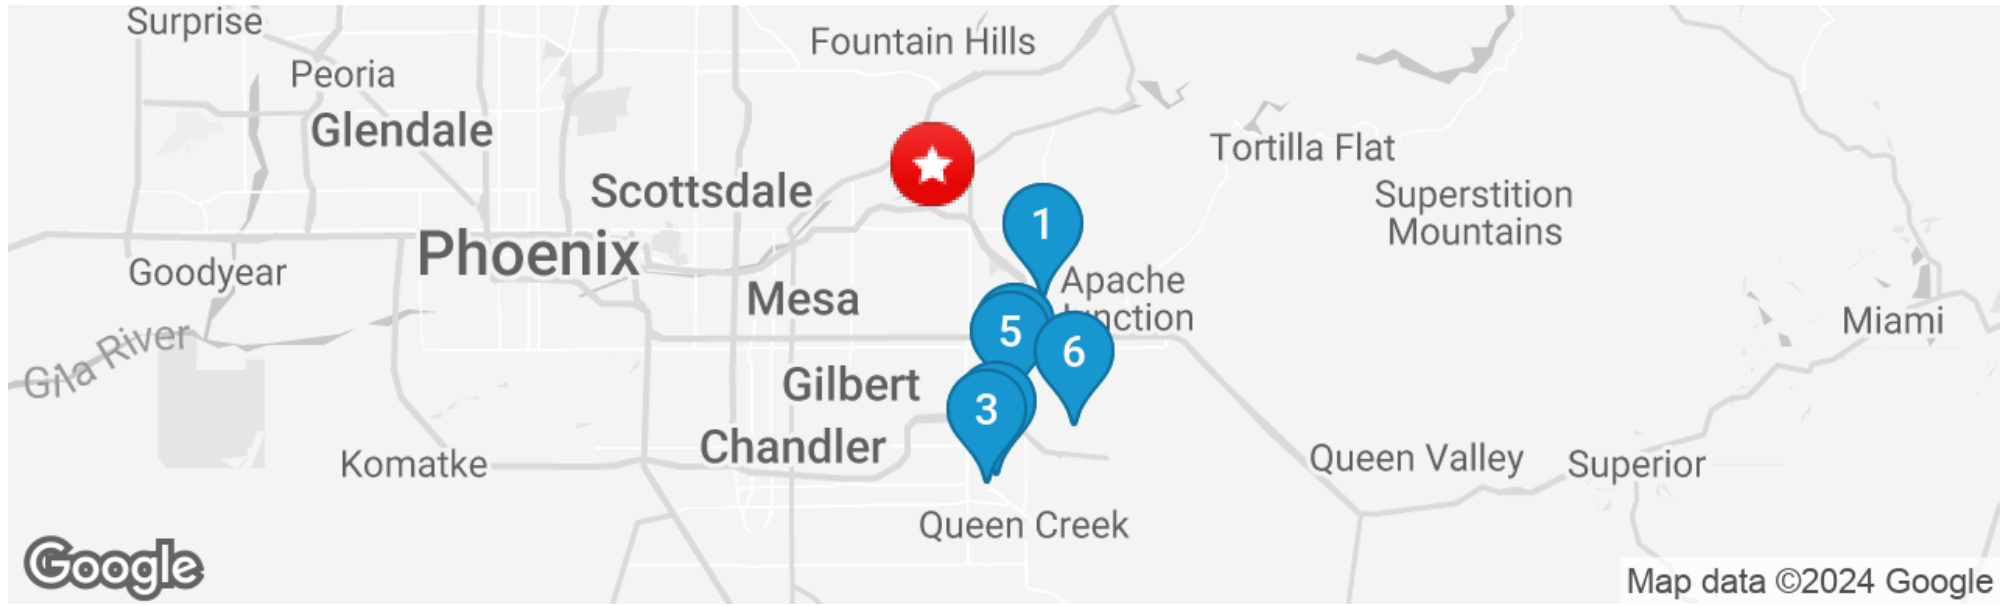 Surprise
Fountain Hills
Peoria
Glendale
Tortilla Flat
Scottsdale
Superstition
Mountains
1
Phoenix
Goodyear
Apache
Mesa
Gila River
5
6
Miami
Gilbert
3
Chandler
Komatke
Queen Valley
Superior
Queen Creek
Google
Map data ©2024 Google